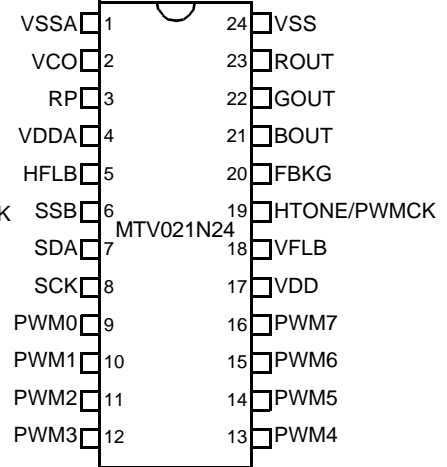 VSSA 1 24 VSS
VCO 2 23 ROUT
RP 3 22 GOUT
VDDA 4 21 BOUT
HFLB 5 20 FBKG
K SSB 6 19 HTONE/PWMCK
MTV021N24
SDA 7 18 VFLB
SCK 8 17 VDD
PWM0 9 16 PWM7
PWM1 10 15 PWM6
PWM2 11 14 PWM5
PWM3 12 13 PWM4